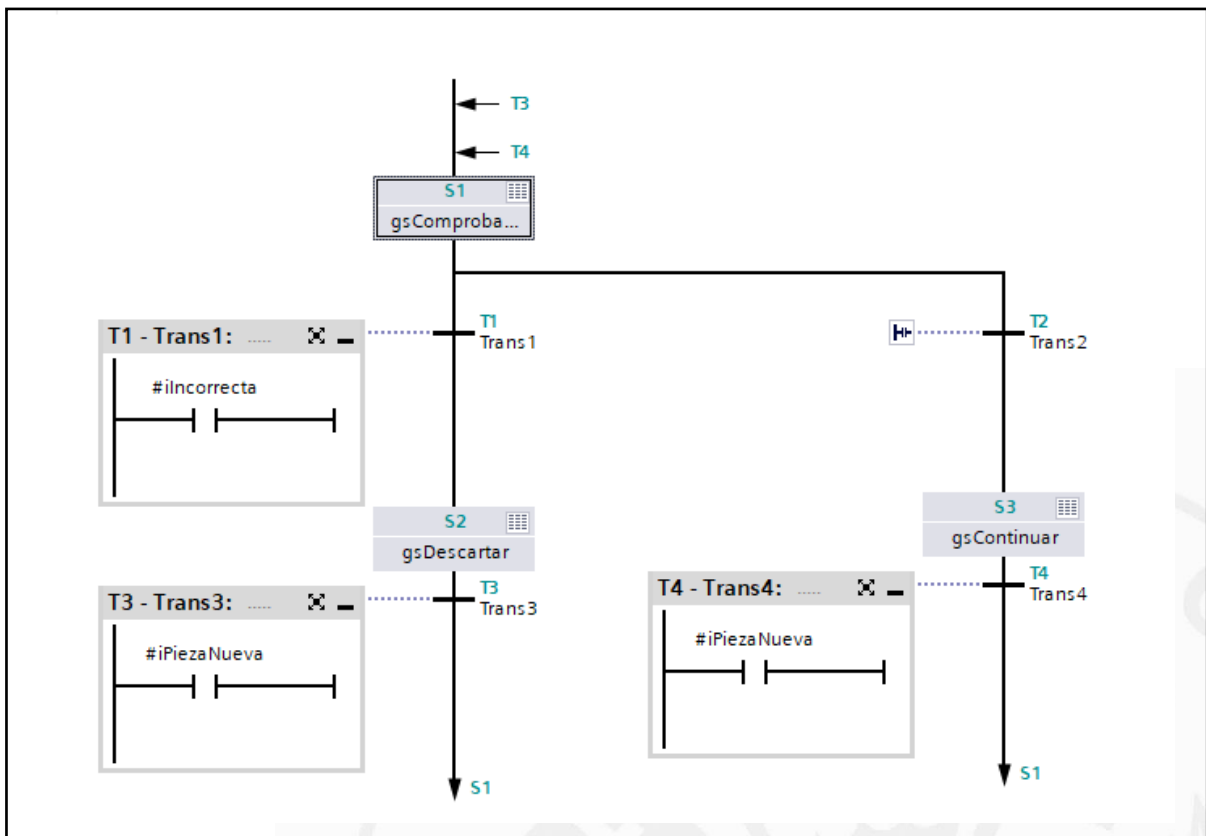 T3
T4
S1
gsComproba...
T1 - Trans1: .....
#iIncorrecta
T1
Trans1
T2
Trans2
S2
gsDescartar
S3
gsContinuar
T3 - Trans3: .....
#iPiezaNueva
T3
Trans3
T4 - Trans4: .....
#iPiezaNueva
T4
Trans4
S1
S1